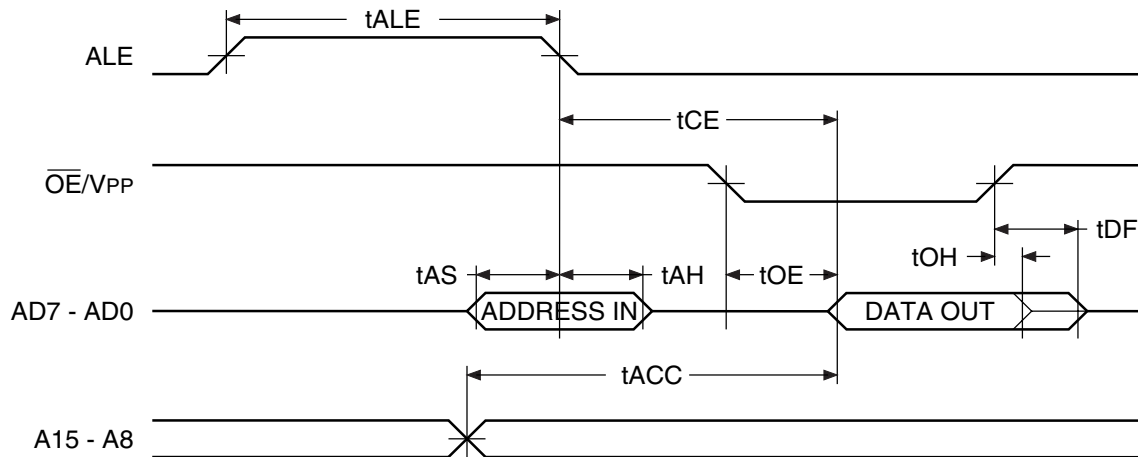 tALE
ALE
tCE
OE/VPP
tDF
tOH
tAS
tAH
tOE
AD7 - AD0
ADDRESS IN
DATA OUT
tACC
A15 - A8